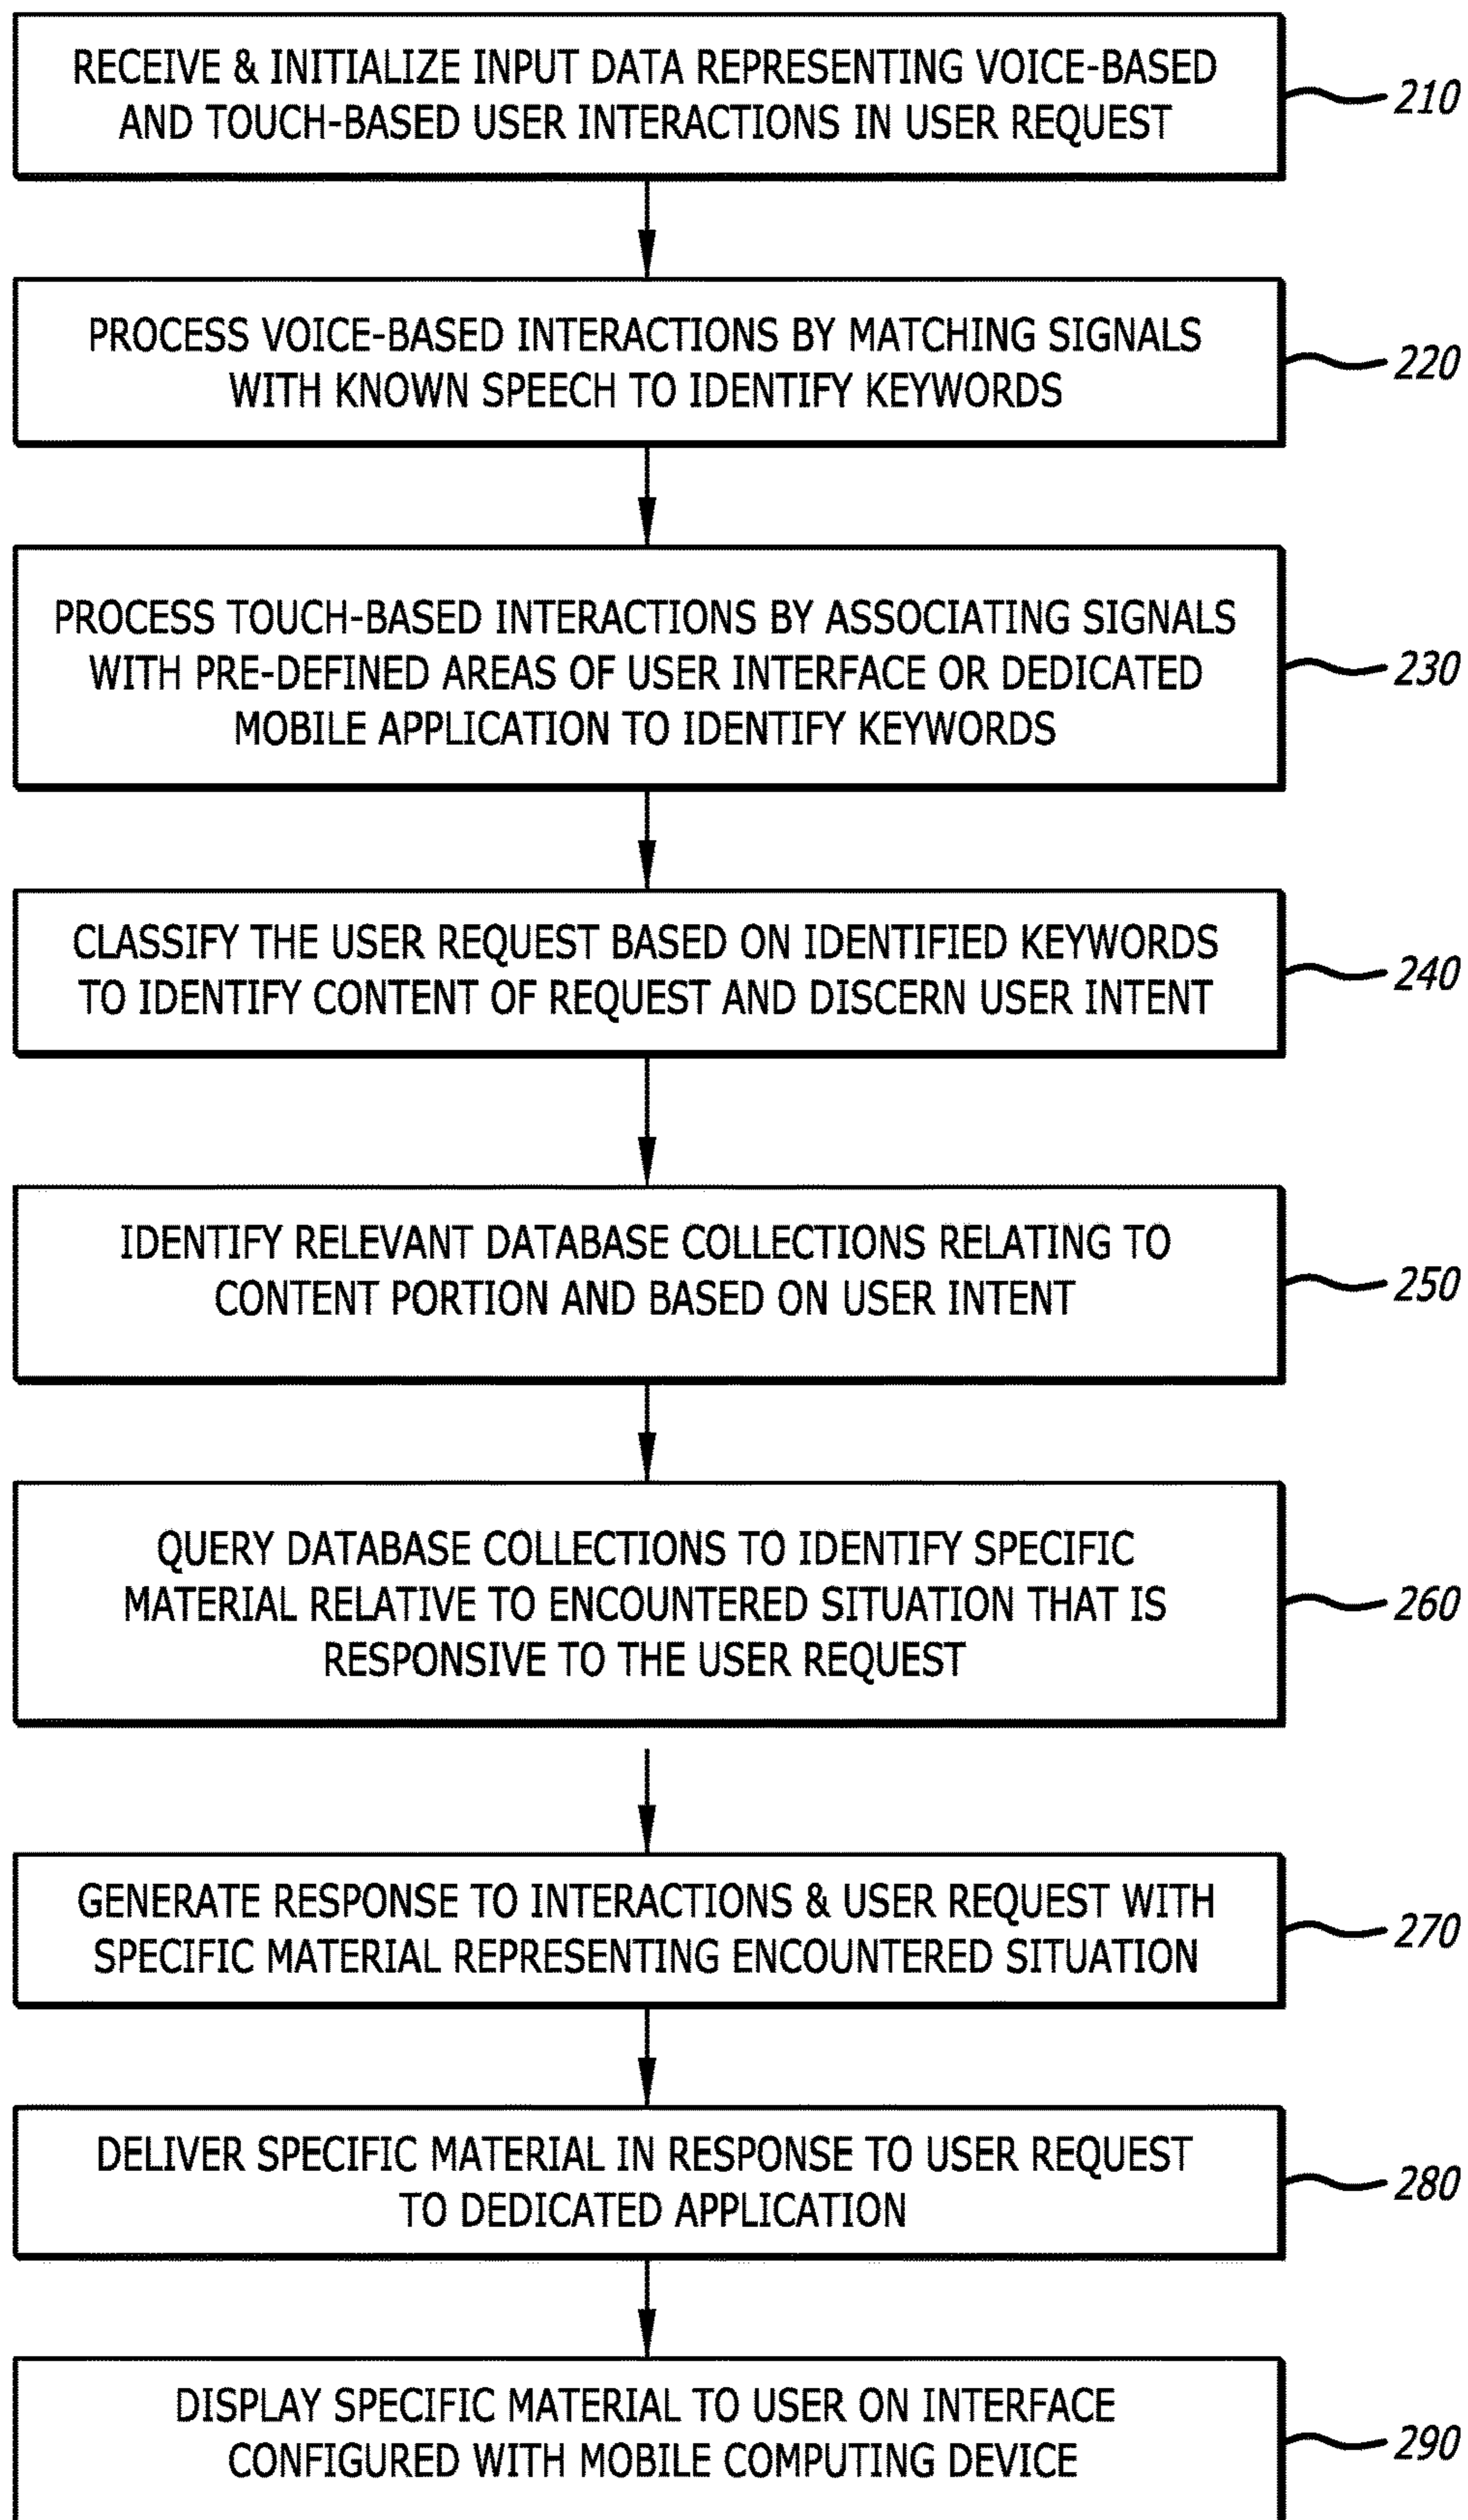 RECEIVE & INITIALIZE INPUT DATA REPRESENTING VOICE-BASED
AND TOUCH-BASED USER INTERACTIONS IN USER REQUEST
210
PROCESS VOICE-BASED INTERACTIONS BY MATCHING SIGNALS
WITH KNOWN SPEECH TO IDENTIFY KEYWORDS
220
PROCESS TOUCH-BASED INTERACTIONS BY ASSOCIATING SIGNALS
WITH PRE-DEFINED AREAS OF USER INTERFACE OR DEDICATED
MOBILE APPLICATION TO IDENTIFY KEYWORDS
230
CLASSIFY THE USER REQUEST BASED ON IDENTIFIED KEYWORDS
TO IDENTIFY CONTENT OF REQUEST AND DISCERN USER INTENT
240
IDENTIFY RELEVANT DATABASE COLLECTIONS RELATING TO
CONTENT PORTION AND BASED ON USER INTENT
250
QUERY DATABASE COLLECTIONS TO IDENTIFY SPECIFIC
MATERIAL RELATIVE TO ENCOUNTERED SITUATION THAT IS
RESPONSIVE TO THE USER REQUEST
260
GENERATE RESPONSE TO INTERACTIONS & USER REQUEST WITH
SPECIFIC MATERIAL REPRESENTING ENCOUNTERED SITUATION
270
DELIVER SPECIFIC MATERIAL IN RESPONSE TO USER REQUEST
TO DEDICATED APPLICATION
280
DISPLAY SPECIFIC MATERIAL TO USER ON INTERFACE
CONFIGURED WITH MOBILE COMPUTING DEVICE
290